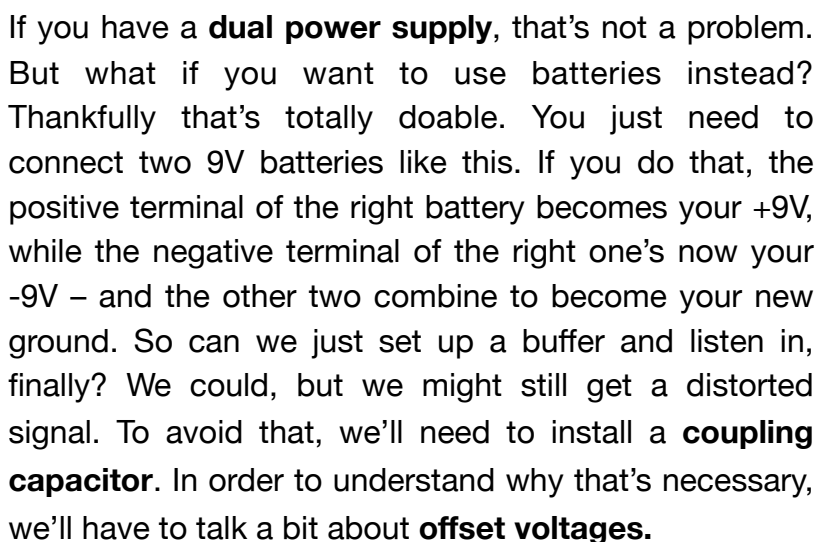 If you have a dual power supply, that’s not a problem.
But what if you want to use batteries instead?
Thankfully that’s totally doable. You just need to
connect two 9V batteries like this. If you do that, the
positive terminal of the right battery becomes your +9V,
while the negative terminal of the right one’s now your
-9V – and the other two combine to become your new
ground. So can we just set up a buffer and listen in,
finally? We could, but we might still get a distorted
signal. To avoid that, we’ll need to install a coupling
capacitor. In order to understand why that’s necessary,
we’ll have to talk a bit about offset voltages.